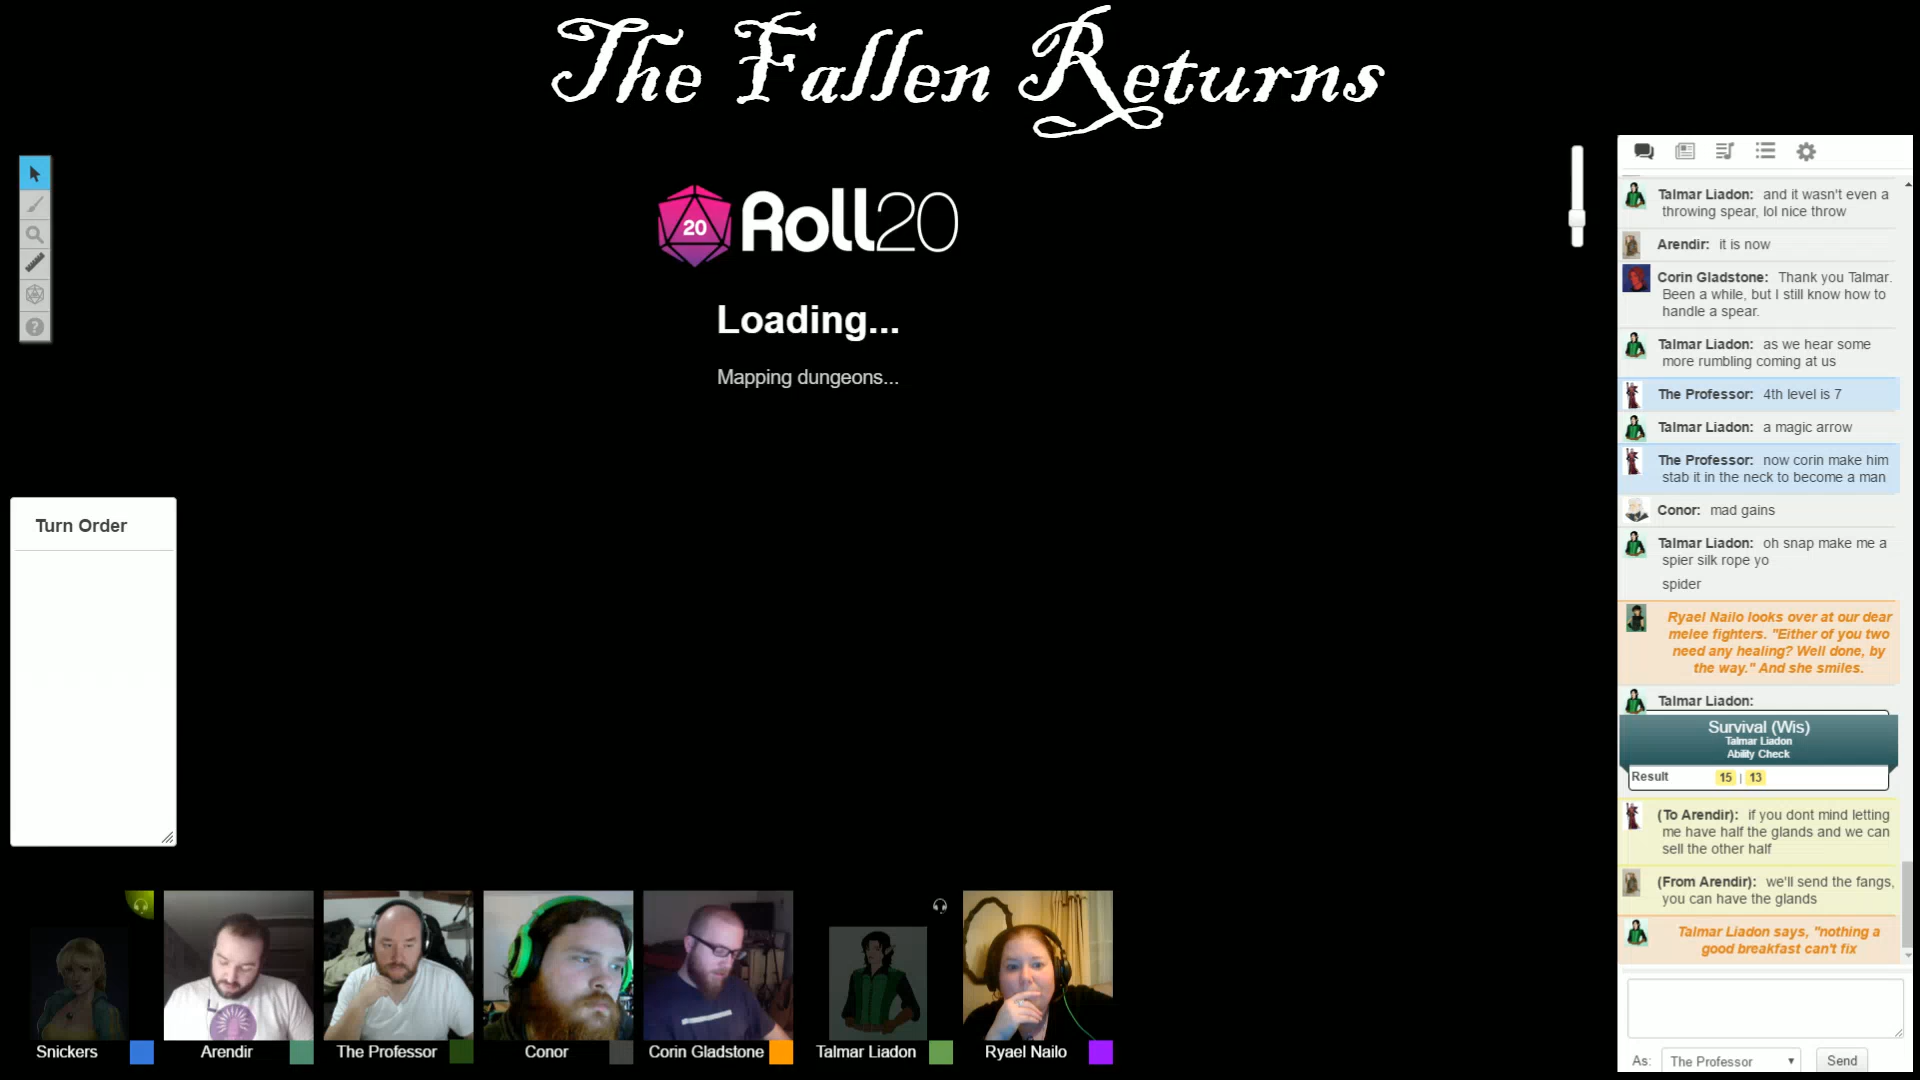 The Fallen Returns
20
Roll20
Loading...
Mapping dungeons...
Turn Order
Talmar Liadon: and it wasn't even a
throwing spear, lol nice throw
Arendir: it is now
Corin Gladstone: Thank you Talmar.
Been a while, but I still know how to
handle a spear.
Talmar Liadon: as we hear some
more rumbling coming at us
The Professor: 4th level is 7
Talmar Liadon: a magic arrow
The Professor: now corin make him
stab it in the neck to become a man
Conor: mad gains
Talmar Liadon: oh snap make me a
spier silk rope yo
spider
Ryael Nailo looks over at our dear
melee fighters. "Either of you two
need any healing? Well done, by
the way." And she smiles.
Talmar Liadon:
Survival (Wis)
Talmar Liadon
Ability Check
Result 15 | 13
(To Arendir): if you dont mind letting
me have half the glands and we can
sell the other half
(From Arendir): we'll send the fangs,
you can have the glands
Talmar Liadon says, "nothing a
good breakfast can't fix
As: The Professor Send
Snickers
Arendir
The Professor
Conor
Corin Gladstone
Talmar Liadon
Ryael Nailo